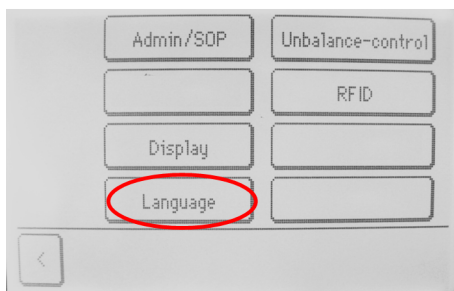 Admin/SOP
Unbalance-control
RFID
Display
Language
<